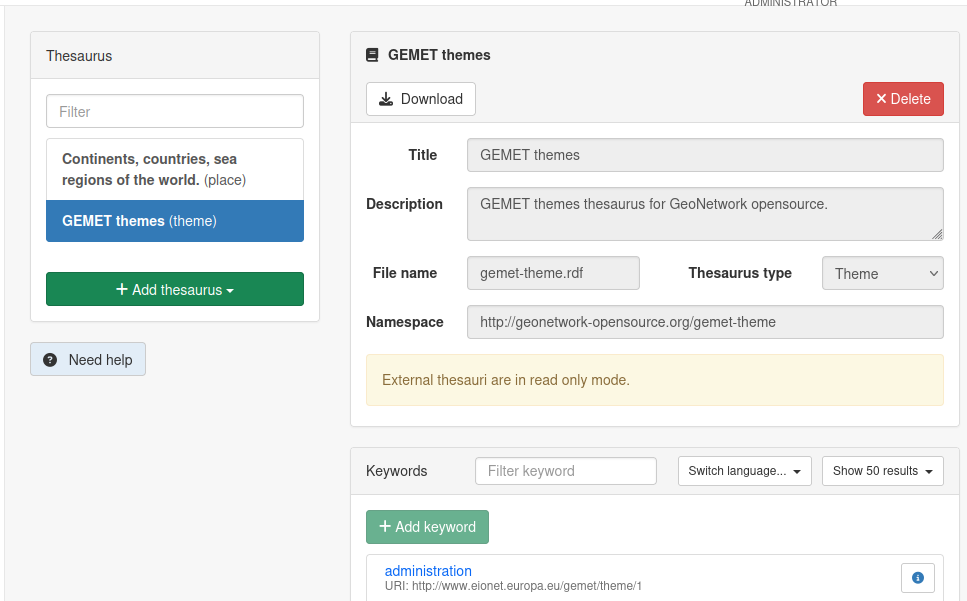 ADMINISTRATOR
Thesaurus
Filter
Continents, countries, sea
regions of the world. (place)
GEMET themes (theme)
+ Add thesaurus
Need help
GEMET themes
Download
× Delete
Title
GEMET themes
Description
GEMET themes thesaurus for GeoNetwork opensource.
File name
gemet-theme.rdf
Thesaurus type
Theme
Namespace
http://geonetwork-opensource.org/gemet-theme
External thesauri are in read only mode.
Keywords
Filter keyword
Switch language...
Show 50 results
+ Add keyword
administration
URI: http://www.eionet.europa.eu/gemet/theme/1